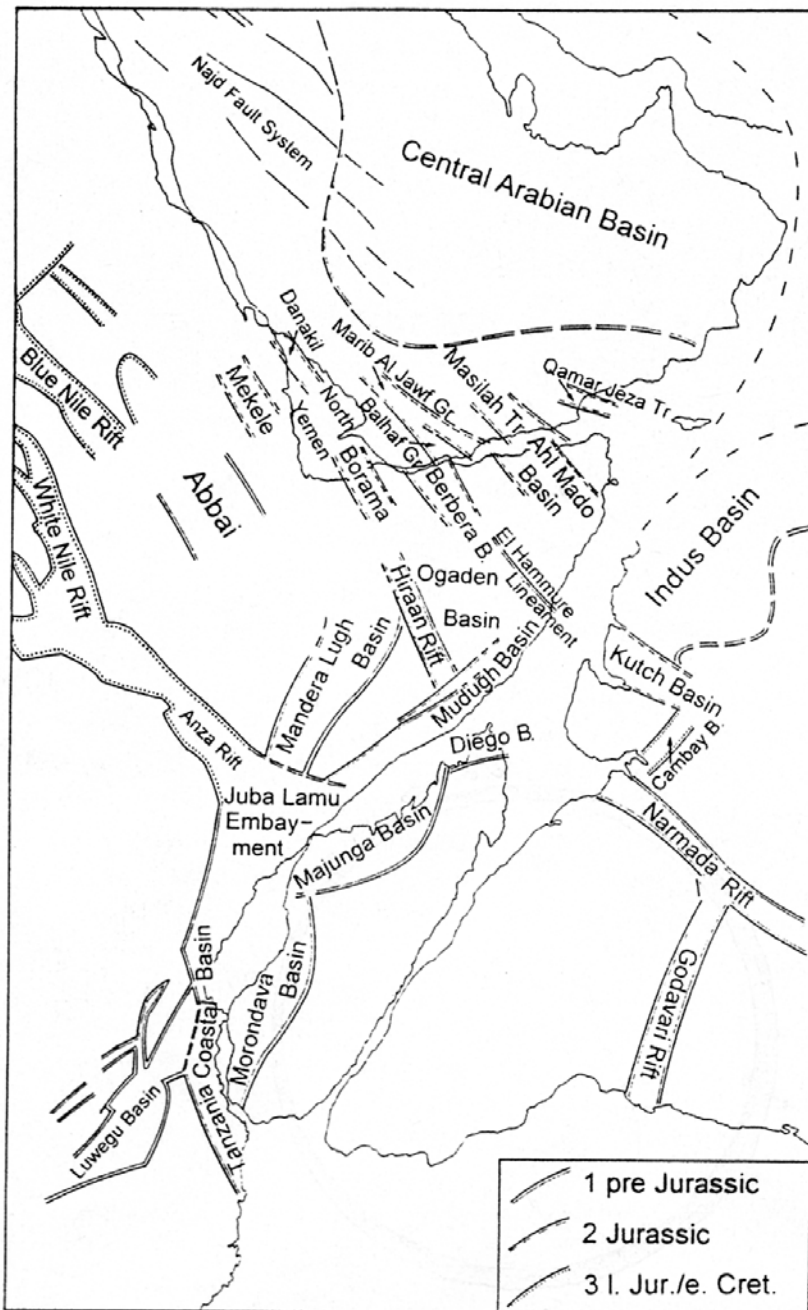 Najd Fault System
Central Arabian Basin
Danakil
Marib Al Jawf Gr.
Masilah Tr.
Qamar Jeza Tr
Blue Nile Rift
Mekele
North
Yemen
Balhaf Gr.
Ahl Mado
Basin
Borama
Berbera B.
Abbai
White Nile Rift
Indus Basin
El Hammure
Lineament
Ogaden
Basin
Hiraan Rift
Mandera Lugh
Basin
Mudugh Basin
Kutch Basin
Diego B.
Cambay B.
Anza Rift
Juba Lamu
Embay-
ment
Majunga Basin
Narmada Rift
Godavari Rift
Morondava
Basin
Tanzania Coastal Basin
Luwegu Basin
1 pre Jurassic
2 Jurassic
3 l. Jur./e. Cret.